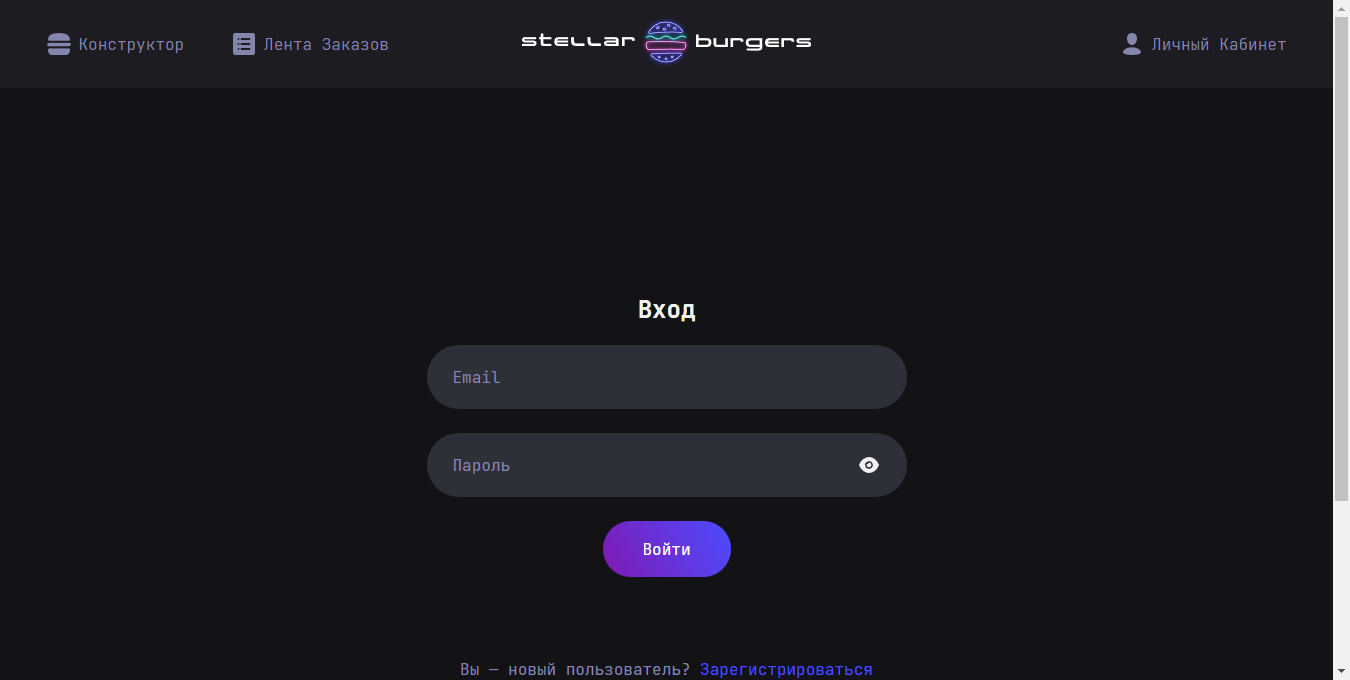 Конструктор
Лента Заказов
stellar burgers
Личный Кабинет
Вход
Email
Пароль
Войти
Вы — новый пользователь? Зарегистрироваться